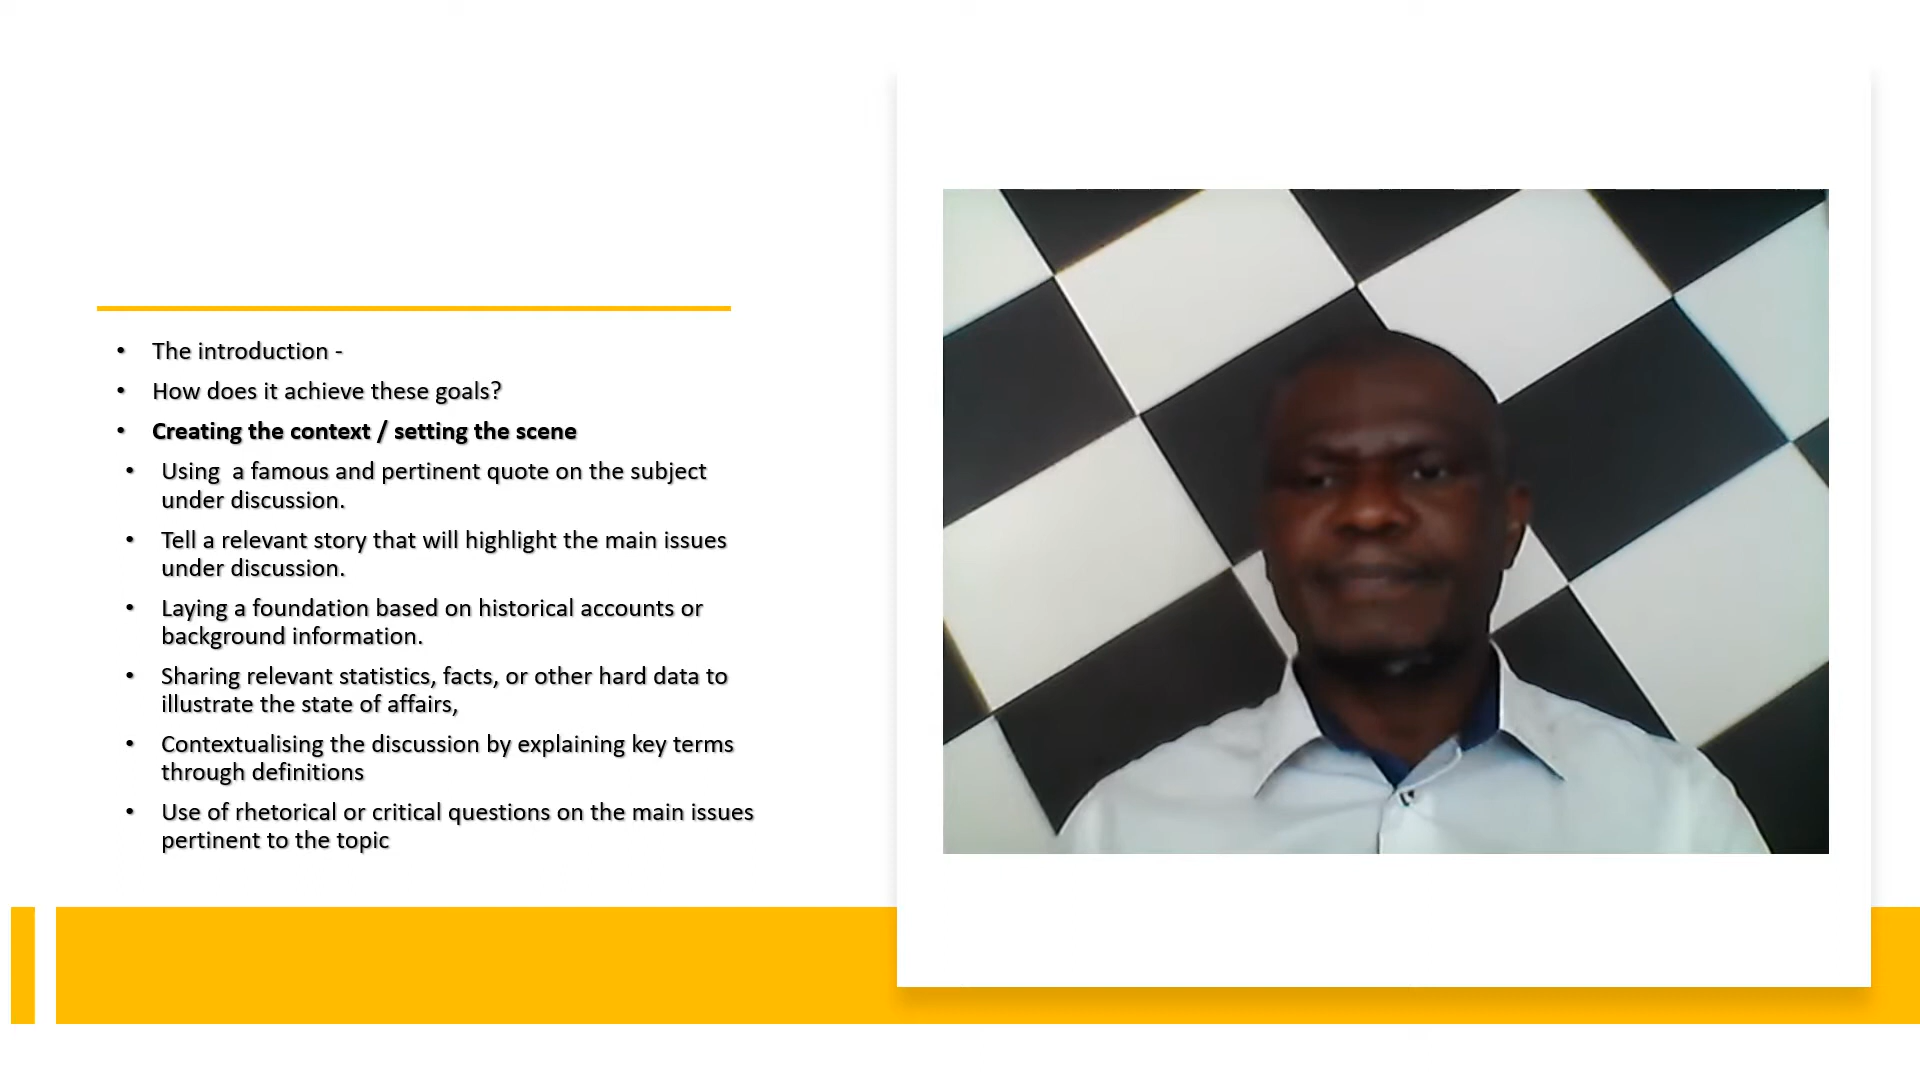 • The introduction -
• How does it achieve these goals?
• Creating the context / setting the scene
• Using a famous and pertinent quote on the subject
under discussion.
• Tell a relevant story that will highlight the main issues
under discussion.
• Laying a foundation based on historical accounts or
background information.
• Sharing relevant statistics, facts, or other hard data to
illustrate the state of affairs,
• Contextualising the discussion by explaining key terms
through definitions
• Use of rhetorical or critical questions on the main issues
pertinent to the topic